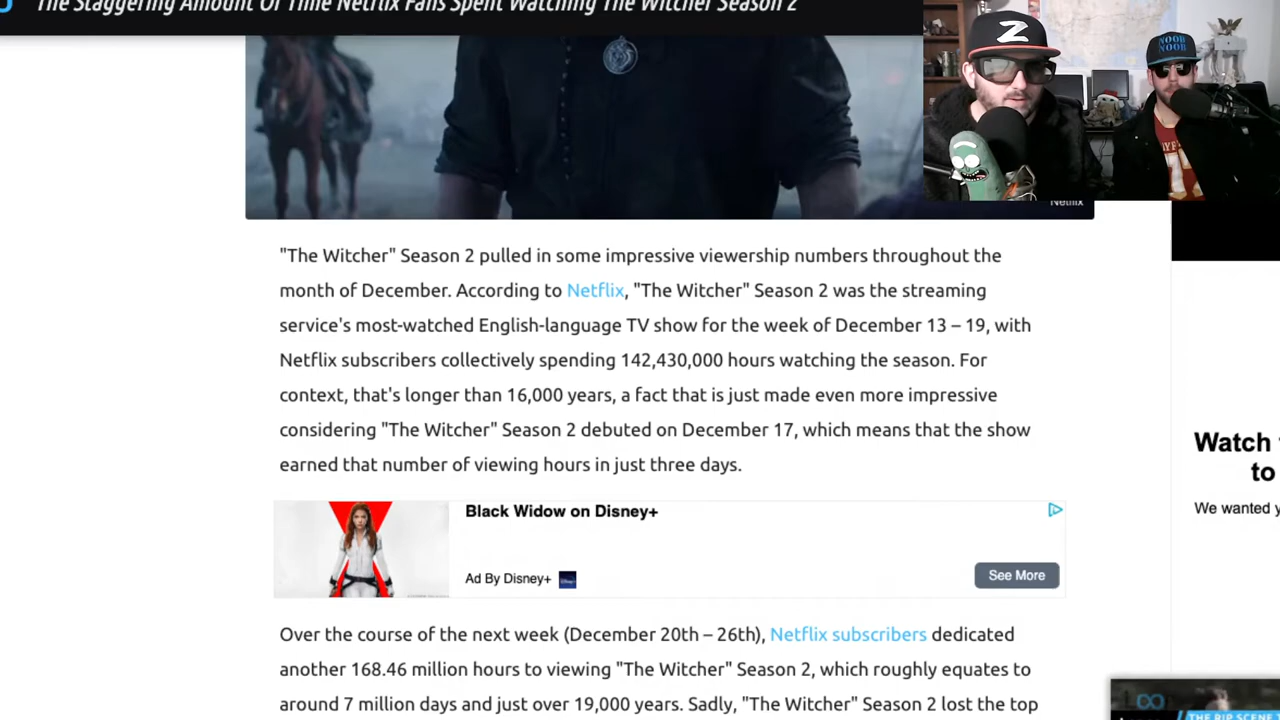 The Staggering Amount Of Time Netflix Fans Spent Watching The Witcher Season 2
Z
NOOB
NOOB
Netflix
"The Witcher" Season 2 pulled in some impressive viewership numbers throughout the
month of December. According to Netflix, "The Witcher" Season 2 was the streaming
service's most-watched English-language TV show for the week of December 13 – 19, with
Netflix subscribers collectively spending 142,430,000 hours watching the season. For
context, that's longer than 16,000 years, a fact that is just made even more impressive
considering "The Witcher" Season 2 debuted on December 17, which means that the show
earned that number of viewing hours in just three days.
Watch
to
We wanted y
Black Widow on Disney+
Ad By Disney+
See More
Over the course of the next week (December 20th – 26th), Netflix subscribers dedicated
another 168.46 million hours to viewing "The Witcher" Season 2, which roughly equates to
around 7 million days and just over 19,000 years. Sadly, "The Witcher" Season 2 lost the top
THE RIP SCENE